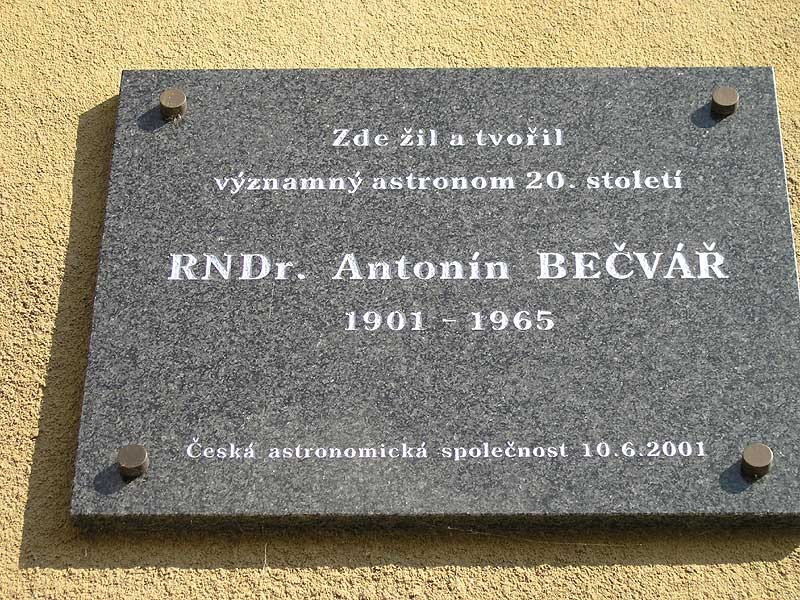 Zde žil a tvořil
významný astronom 20. století
RNDr. Antonín BEČVÁŘ
1901 - 1965
Česká astronomická společnost 10.6.2001